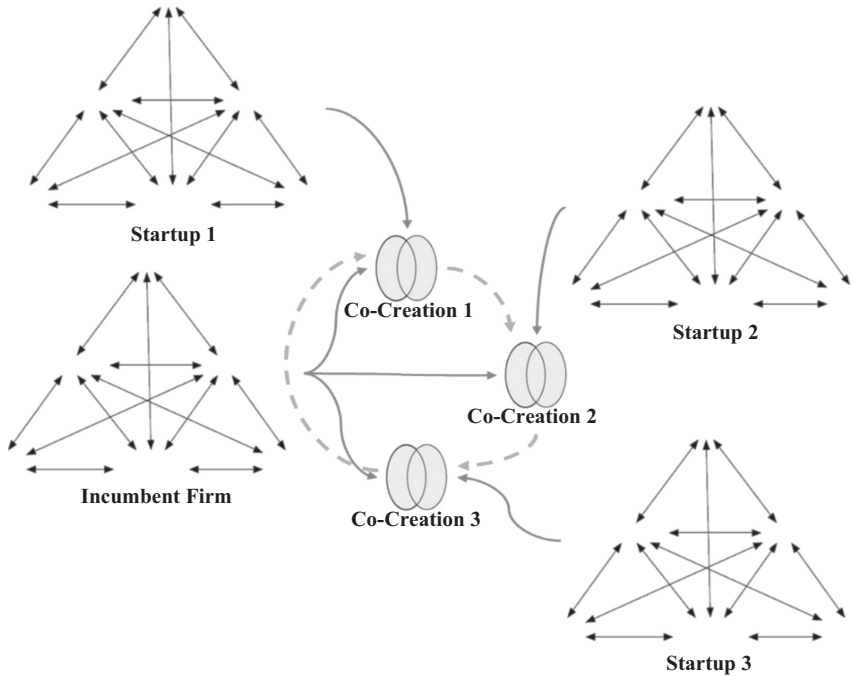 Startup 1
Co-Creation 1
Startup 2
Co-Creation 2
Incumbent Firm
Co-Creation 3
Startup 3